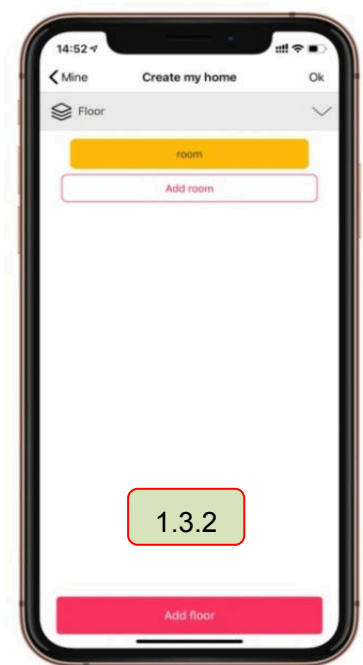 14:52
Mine Create my home Ok
Floor
room
Add room
1.3.2
Add floor